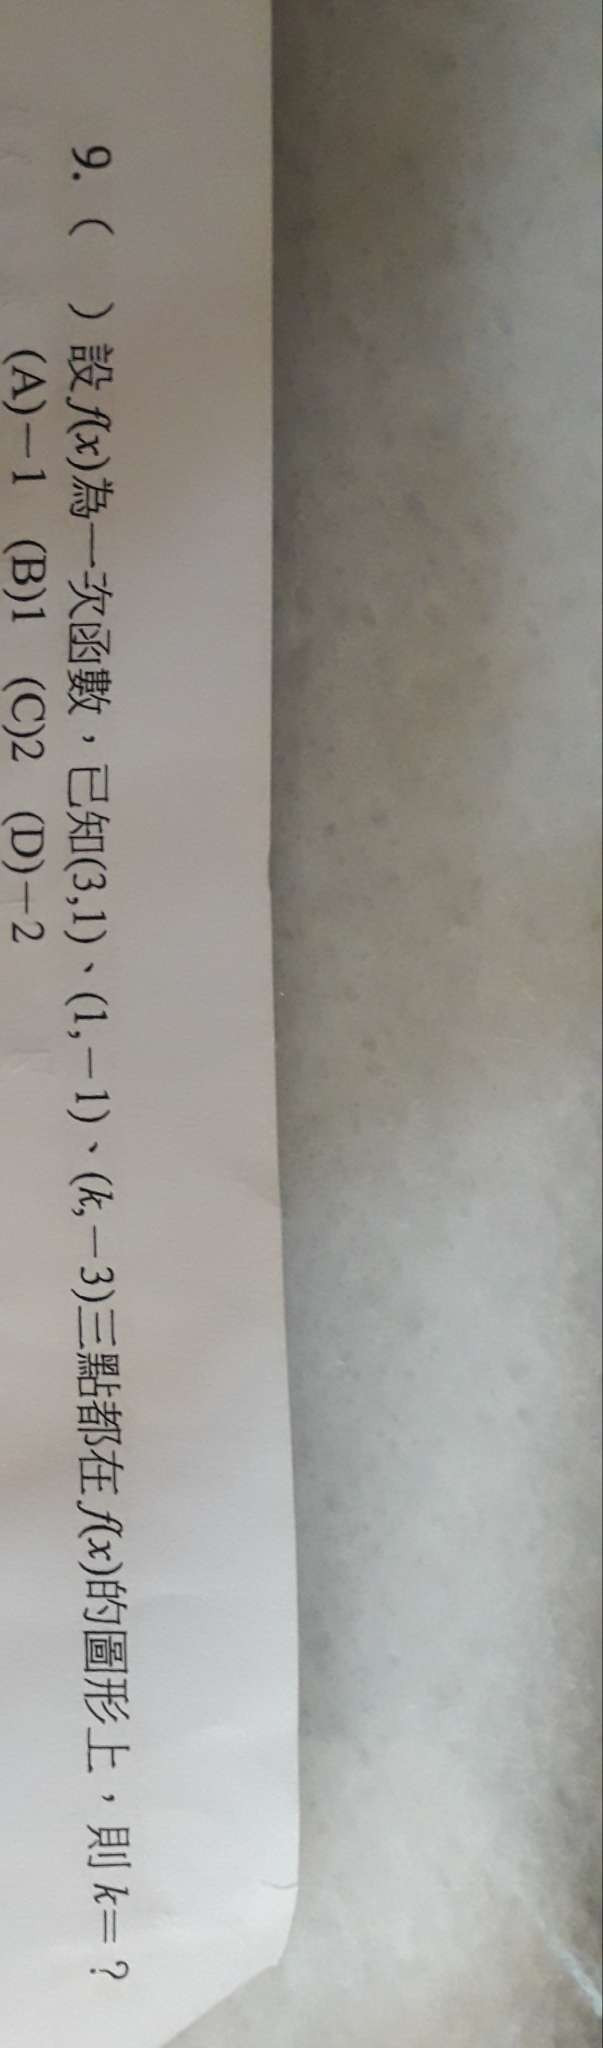 9. (　) 設f(x)為一次函數，已知(3,1)、(1,－1)、(k,－3)三點都在f(x)的圖形上，則k=？
(A)－1 (B)1 (C)2 (D)－2